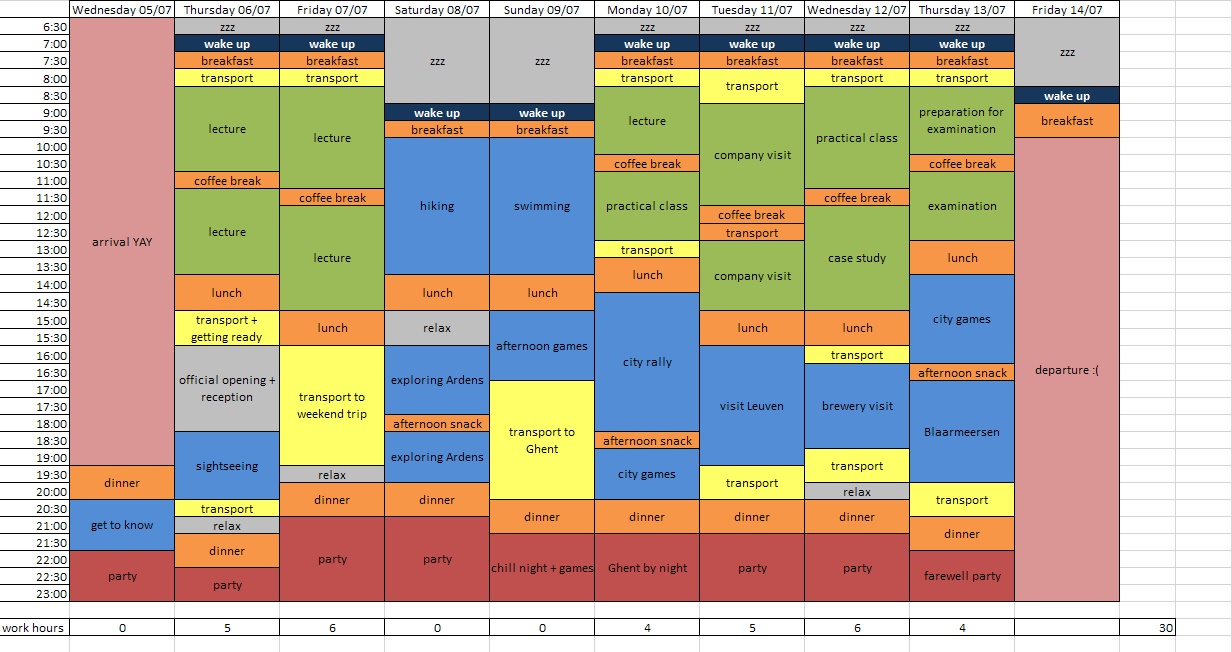 Wednesday 05/07 Thursday 06/07 Friday 07/07 Saturday 08/07 Sunday 09/07 Monday 10/07 Tuesday 11/07 Wednesday 12/07 Thursday 13/07 Friday 14/07
6:30 zzz zzz zzz zzz zzz zzz
7:00 wake up wake up wake up wake up wake up wake up zzz
7:30 breakfast breakfast zzz zzz breakfast breakfast breakfast breakfast
8:00 transport transport transport transport transport transport
8:30 wake up
9:00 wake up wake up lecture preparation for breakfast
9:30 lecture lecture breakfast breakfast practical class examination
10:00 company visit
10:30 coffee break coffee break
11:00 coffee break
11:30 coffee break hiking swimming practical class coffee break examination
12:00 coffee break
12:30 arrival YAY lecture transport
13:00 lecture transport case study lunch
13:30 lunch company visit
14:00 lunch lunch lunch
14:30
15:00 transport + lunch relax lunch lunch city games
15:30 getting ready afternoon games
16:00 city rally transport
16:30 official opening + exploring Ardens afternoon snack departure :(
17:00 reception transport to
17:30 weekend trip visit Leuven brewery visit
18:00 afternoon snack transport to Blaarmeersen
18:30 Ghent afternoon snack
19:00 sightseeing exploring Ardens transport
19:30 dinner relax city games transport
20:00 dinner dinner relax transport
20:30 transport dinner dinner dinner dinner
21:00 get to know relax dinner
21:30 dinner party party
22:00 chill night + games Ghent by night party party
22:30 party party farewell party
23:00
work hours 0 5 6 0 0 4 5 6 4 30